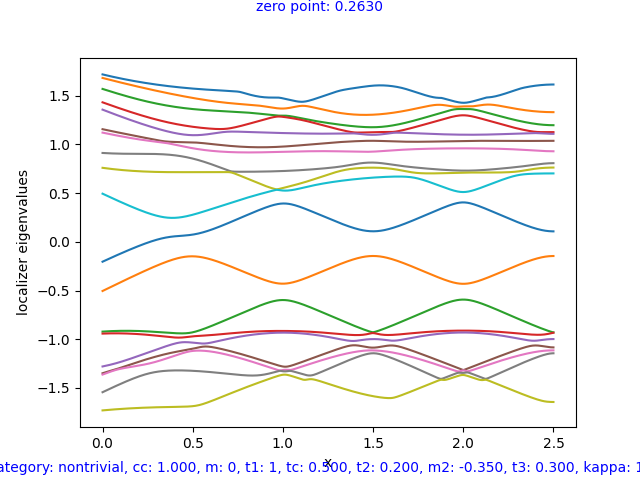 zero point: 0.2630
localizer eigenvalues
1.5
1.0
0.5
0.0
−0.5
−1.0
−1.5
0.0 0.5 1.0 1.5 2.0 2.5
x
ategory: nontrivial, cc: 1.000, m: 0, t1: 1, tc: 0.500, t2: 0.200, m2: -0.350, t3: 0.300, kappa: 1